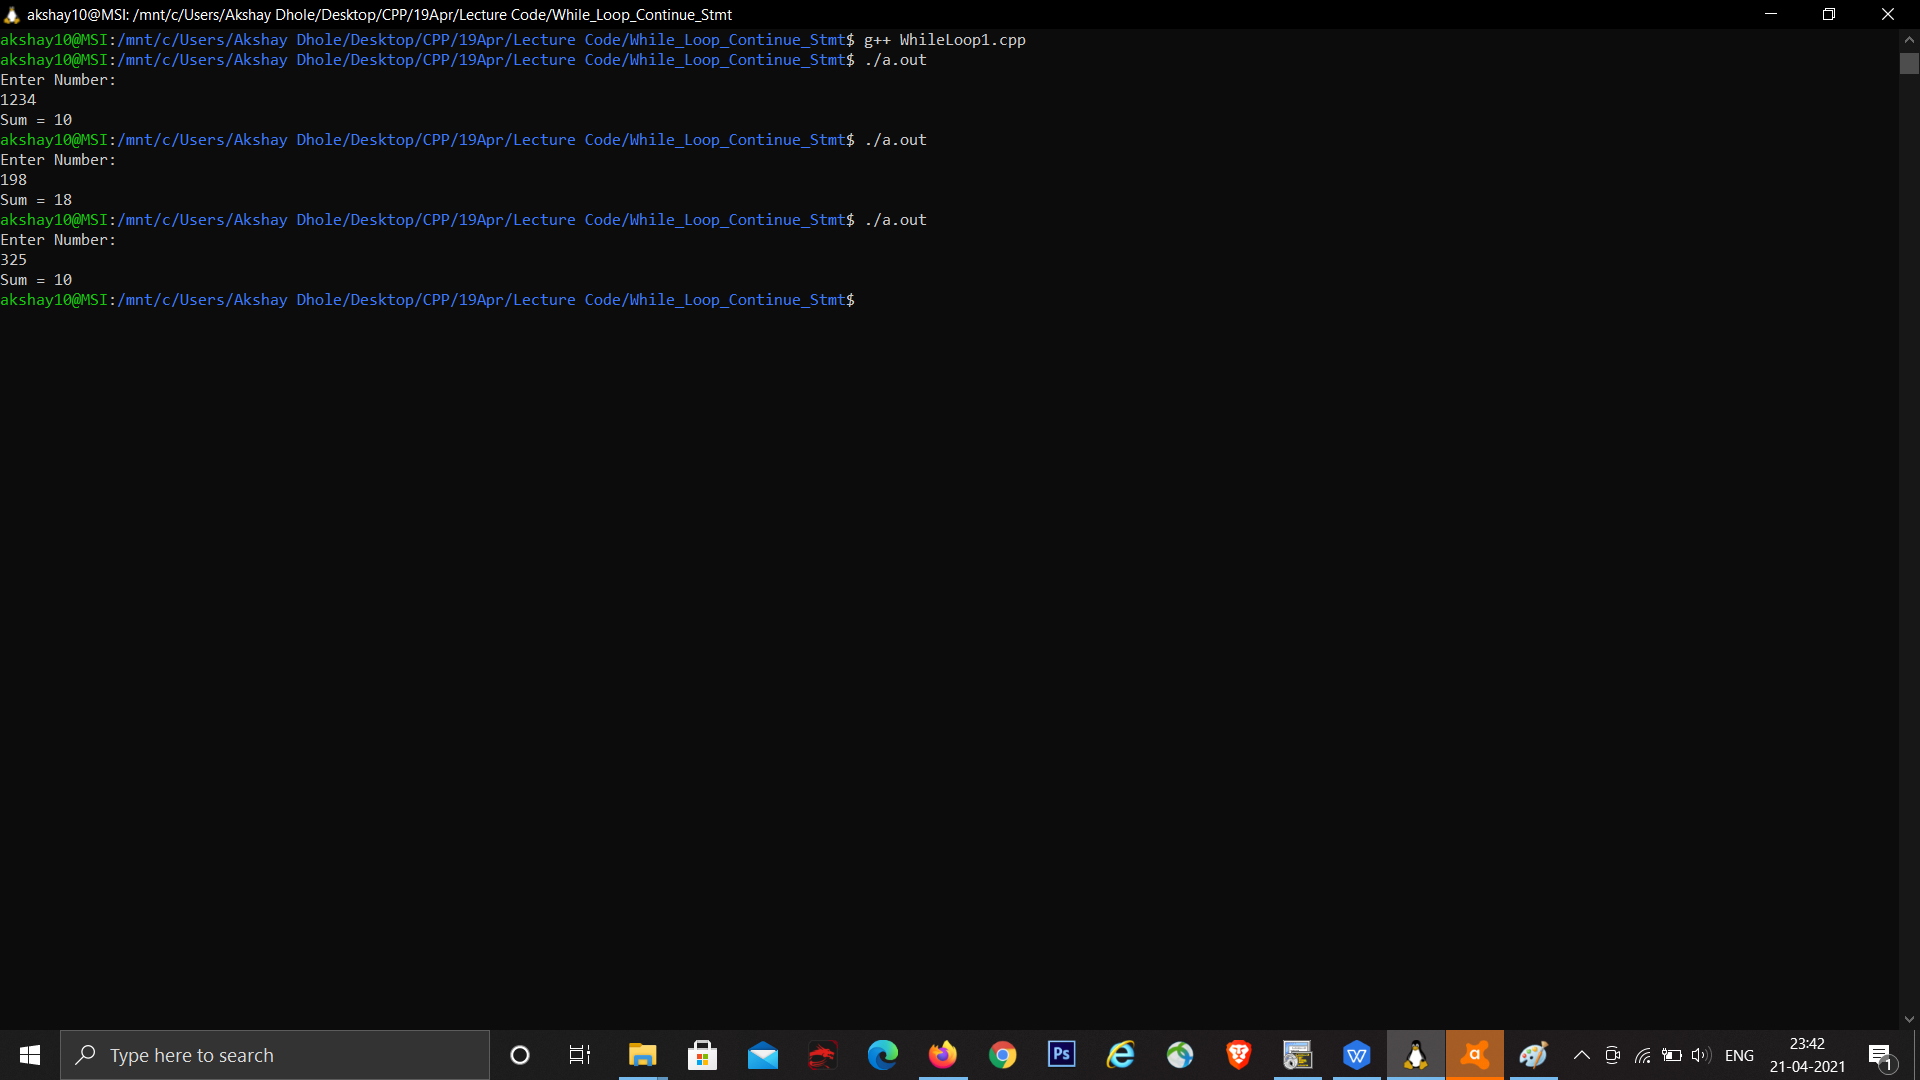 akshay10@MSI: /mnt/c/Users/Akshay Dhole/Desktop/CPP/19Apr/Lecture Code/While_Loop_Continue_Stmt
akshay10@MSI:/mnt/c/Users/Akshay Dhole/Desktop/CPP/19Apr/Lecture Code/While_Loop_Continue_Stmt$ g++ WhileLoop1.cpp
akshay10@MSI:/mnt/c/Users/Akshay Dhole/Desktop/CPP/19Apr/Lecture Code/While_Loop_Continue_Stmt$ ./a.out
Enter Number:
1234
Sum = 10
akshay10@MSI:/mnt/c/Users/Akshay Dhole/Desktop/CPP/19Apr/Lecture Code/While_Loop_Continue_Stmt$ ./a.out
Enter Number:
198
Sum = 18
akshay10@MSI:/mnt/c/Users/Akshay Dhole/Desktop/CPP/19Apr/Lecture Code/While_Loop_Continue_Stmt$ ./a.out
Enter Number:
325
Sum = 10
akshay10@MSI:/mnt/c/Users/Akshay Dhole/Desktop/CPP/19Apr/Lecture Code/While_Loop_Continue_Stmt$
Type here to search
Ps
W
a
ENG
23:42
21-04-2021
1